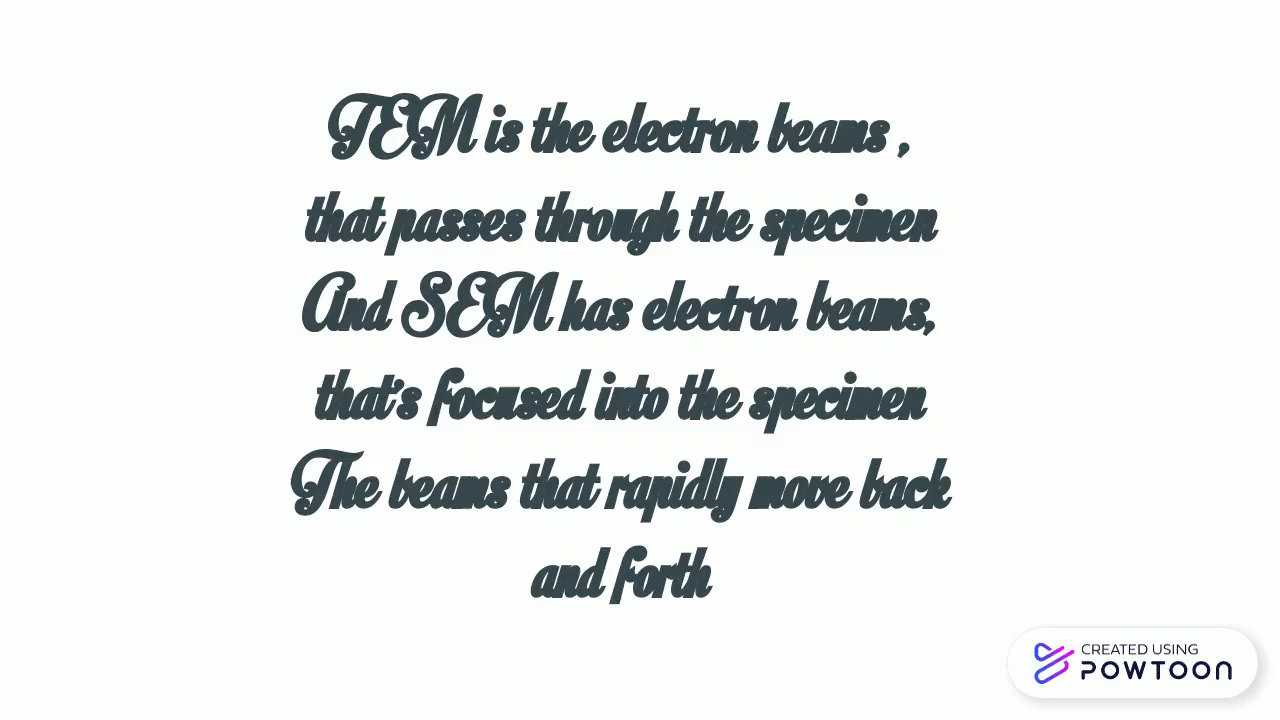 TEM is the electron beams ,
that passes through the specimen
And SEM has electron beams,
that's focused into the specimen
The beams that rapidly move back
and forth
CREATED USING
POWTOON